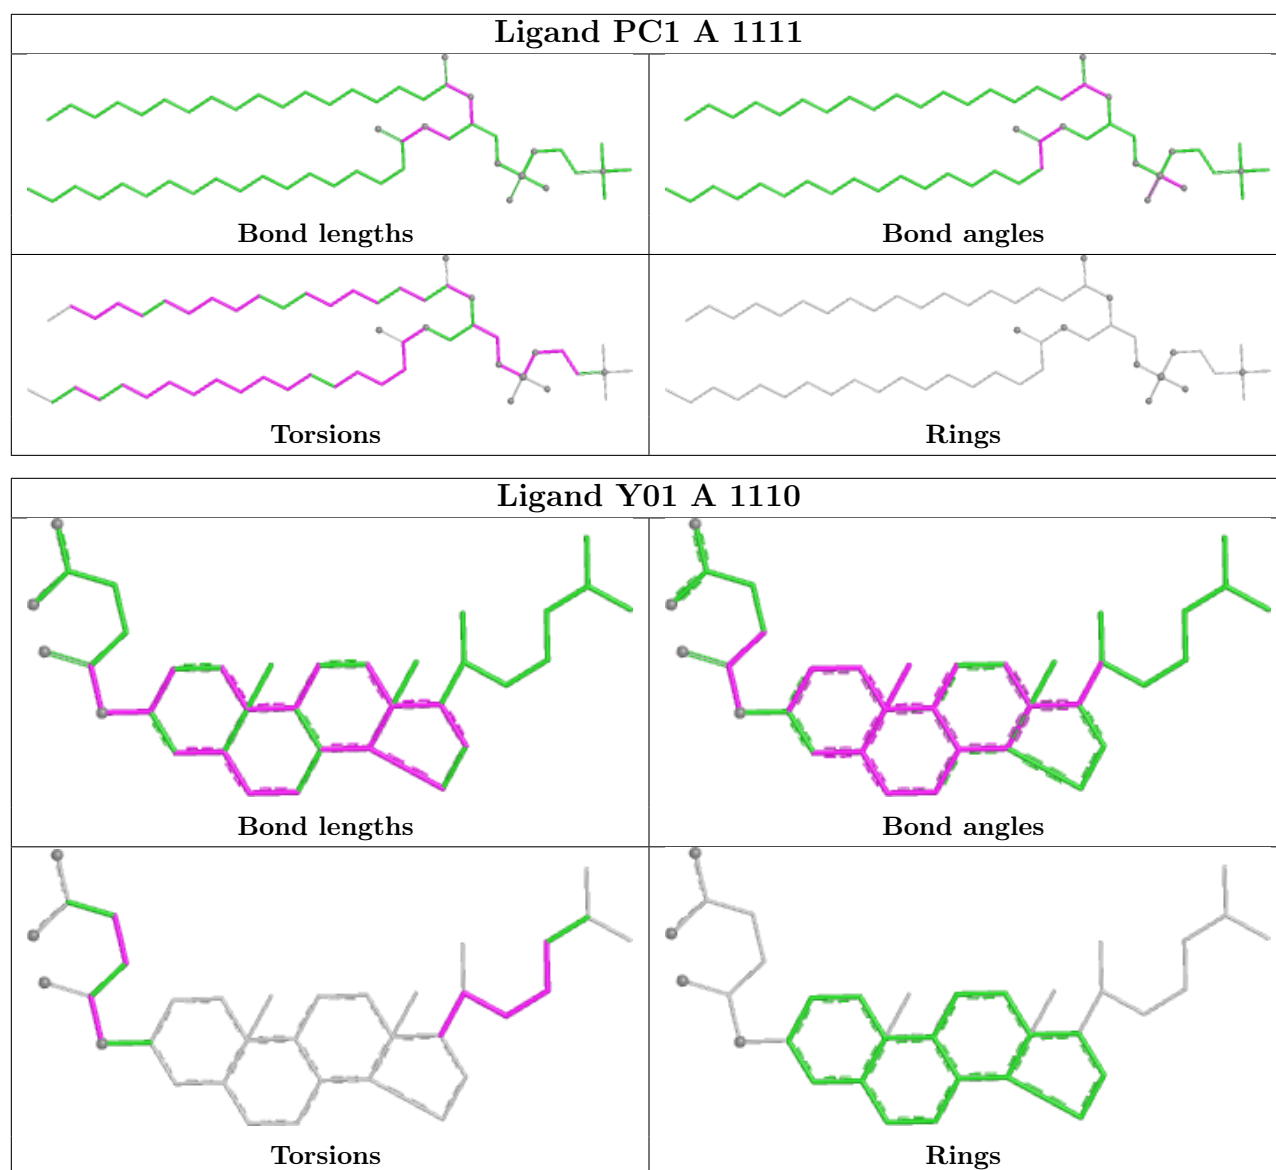 Ligand PC1 A 1111
Bond lengths
Bond angles
Torsions
Rings
Ligand Y01 A 1110
Bond lengths
Bond angles
Torsions
Rings